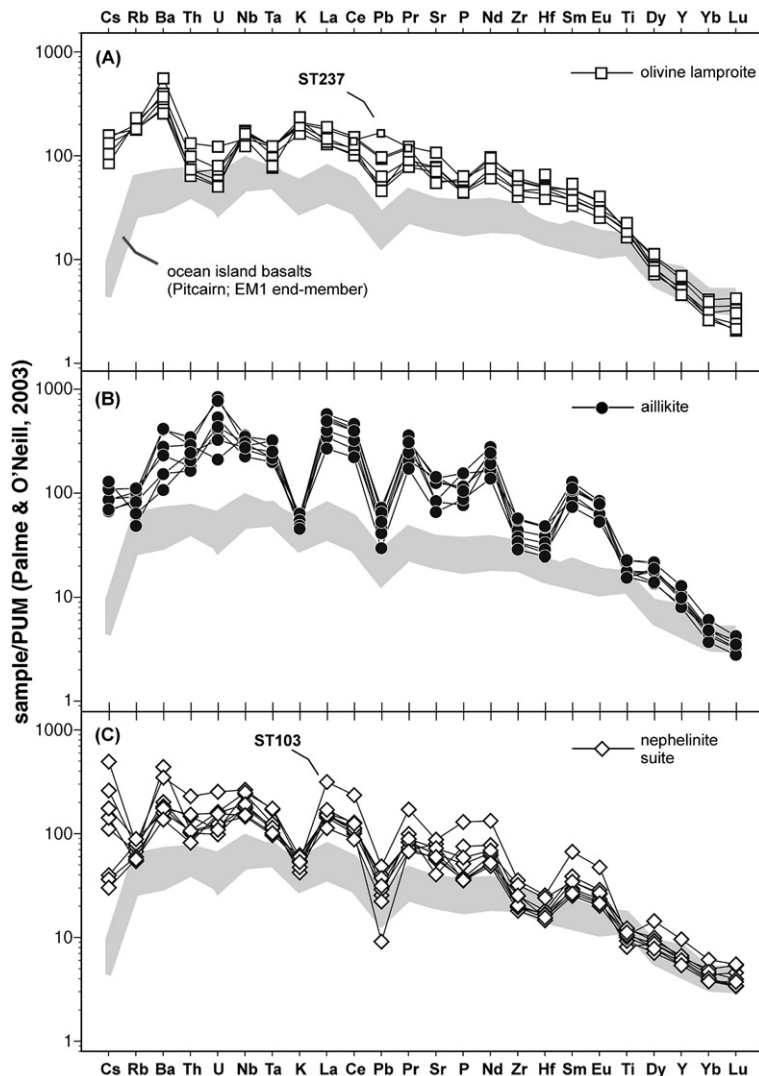 Cs Rb Ba Th U Nb Ta K La Ce Pb Pr Sr P Nd Zr Hf Sm Eu Ti Dy Y Yb Lu
sample/PUM (Palme & O'Neill, 2003)
(A)
1000
100
10
1
ST237
olivine lamproite
ocean island basalts
(Pitcairn; EM1 end-member)
(B)
1000
100
10
1
aillikite
(C)
1000
100
10
1
ST103
nephelinite
suite
Cs Rb Ba Th U Nb Ta K La Ce Pb Pr Sr P Nd Zr Hf Sm Eu Ti Dy Y Yb Lu